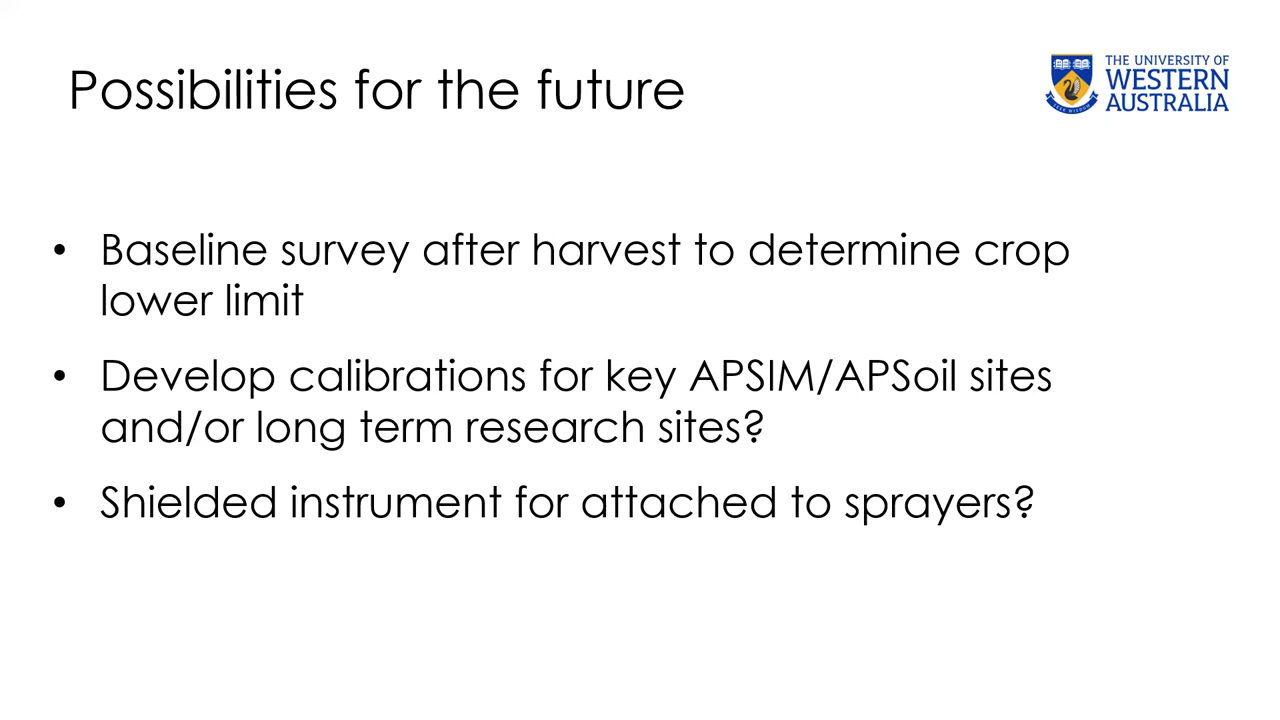 Possibilities for the future
THE UNIVERSITY OF
WESTERN
AUSTRALIA
• Baseline survey after harvest to determine crop
lower limit
• Develop calibrations for key APSIM/APSoil sites
and/or long term research sites?
• Shielded instrument for attached to sprayers?